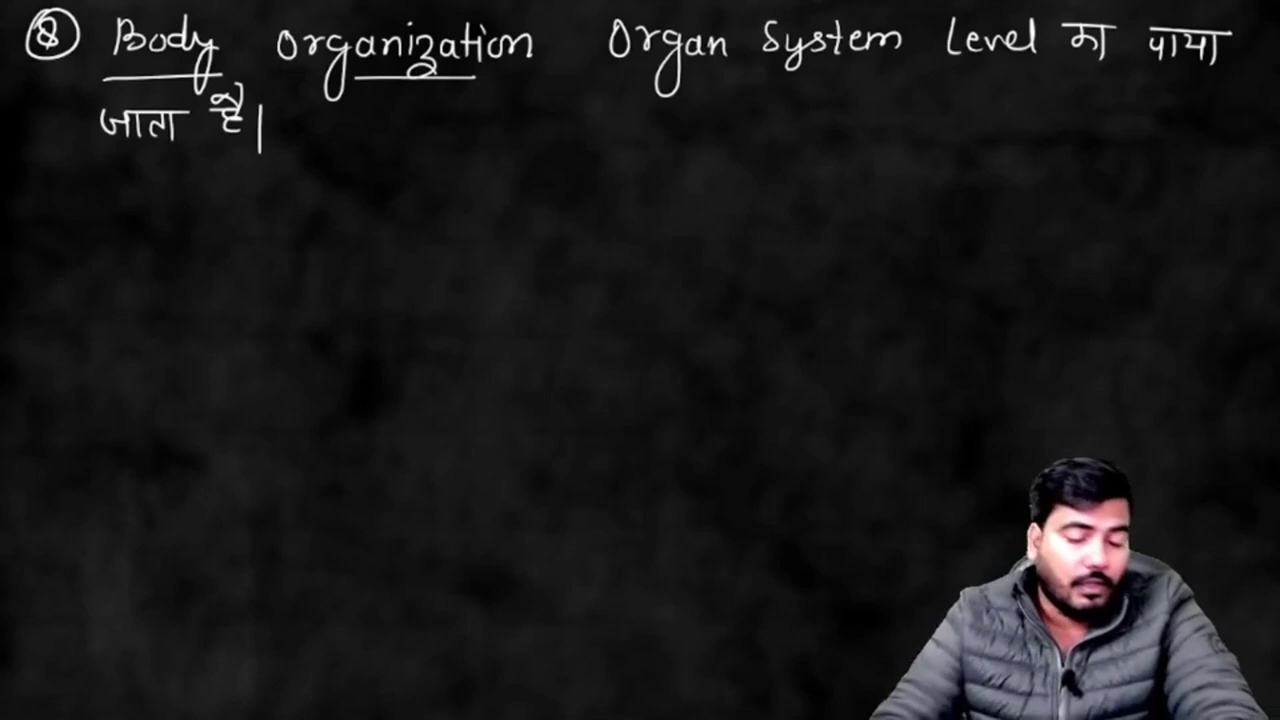 ⑧ Body organization Organ System Level का पाया
जाता है।